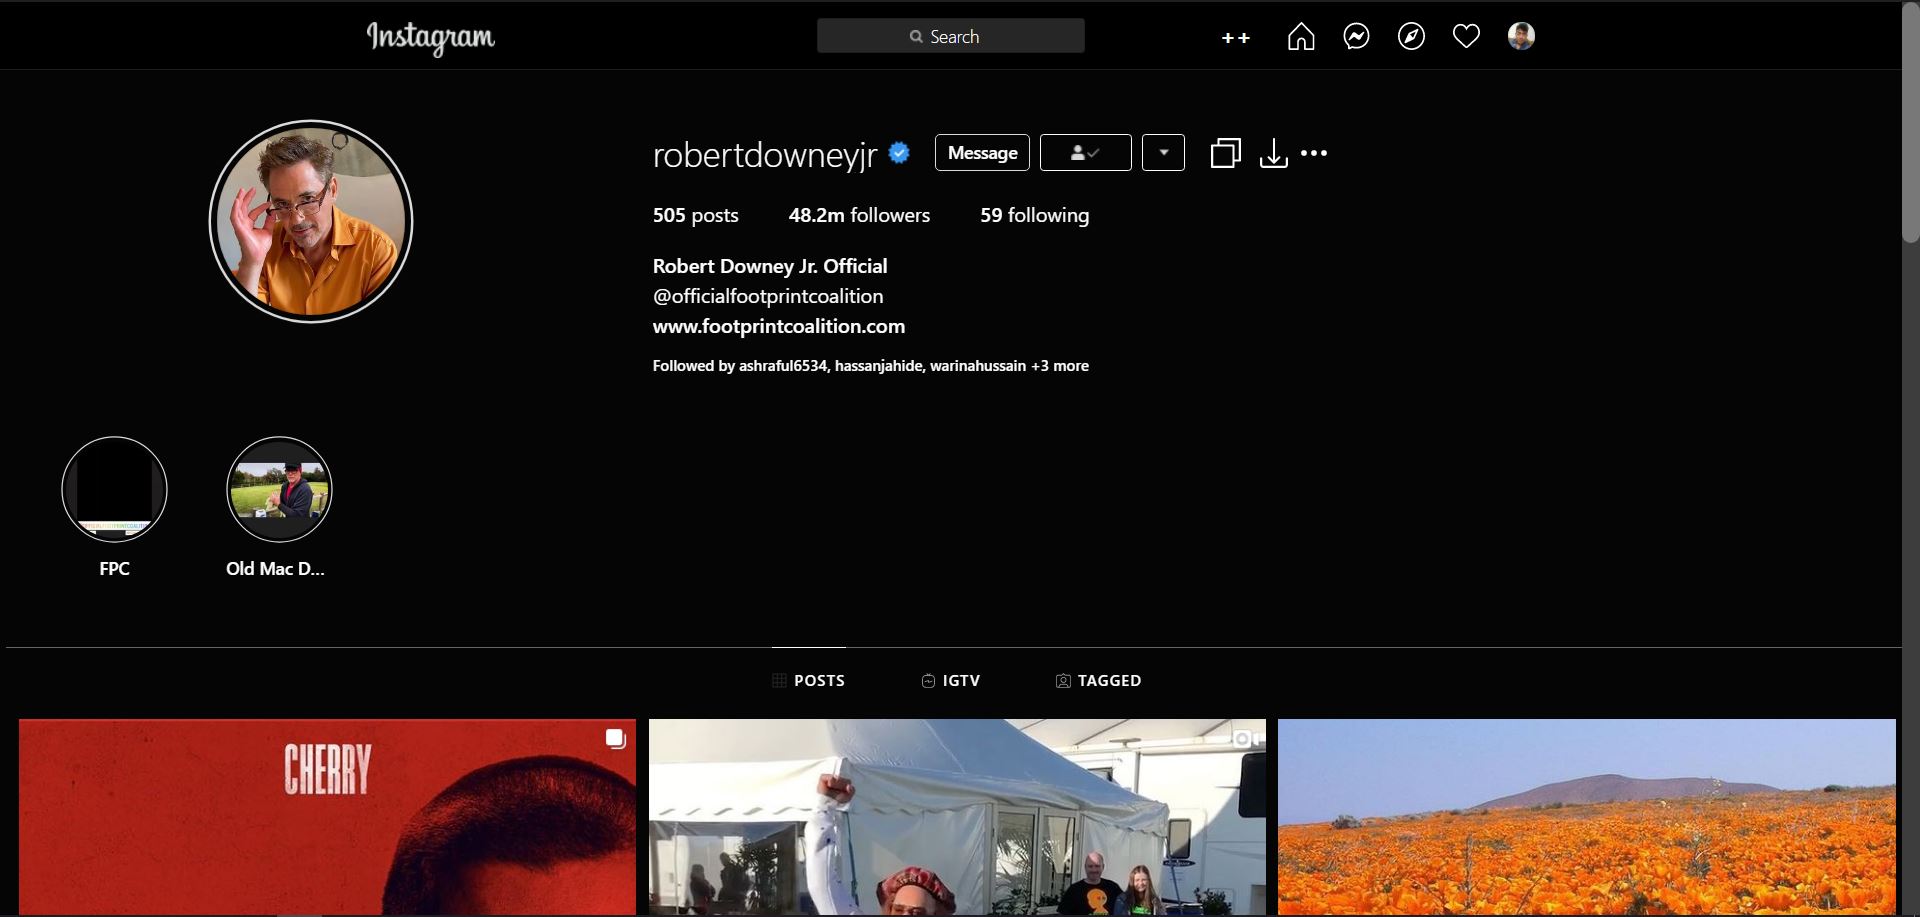 Instagram
Search
++
robertdowneyjr
Message
505 posts 48.2m followers 59 following
Robert Downey Jr. Official
@officialfootprintcoalition
www.footprintcoalition.com
Followed by ashraful6534, hassanjahide, warinahussain +3 more
FPC
Old Mac D...
POSTS IGTV TAGGED
CHERRY